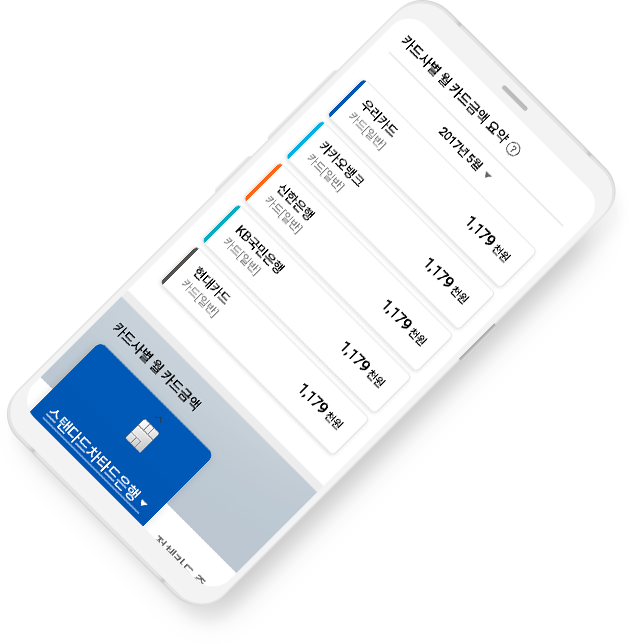 카드사별 월 카드금액 요약 ?
2017년 5월 ▼
우리카드
카드[일반]
1,179 천원
카카오뱅크
카드[일반]
1,179 천원
신한은행
카드[일반]
1,179 천원
KB국민은행
카드[일반]
1,179 천원
현대카드
카드[일반]
1,179 천원
카드사별 월 카드금액
스탠다드차타드은행 ▼